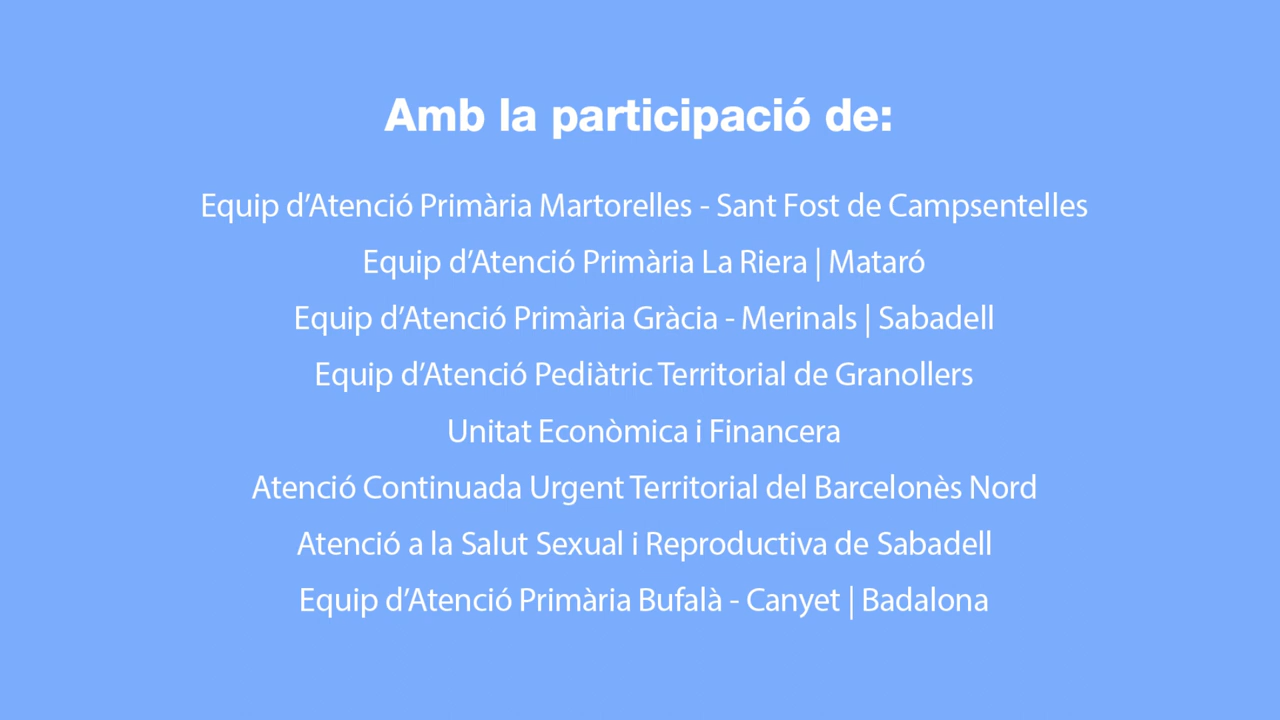 Amb la participació de:
Equip d’Atenció Primària Martorelles - Sant Fost de Campsentelles
Equip d’Atenció Primària La Riera | Mataró
Equip d’Atenció Primària Gràcia - Merinals | Sabadell
Equip d’Atenció Pediàtric Territorial de Granollers
Unitat Econòmica i Financera
Atenció Continuada Urgent Territorial del Barcelonès Nord
Atenció a la Salut Sexual i Reproductiva de Sabadell
Equip d’Atenció Primària Bufalà - Canyet | Badalona